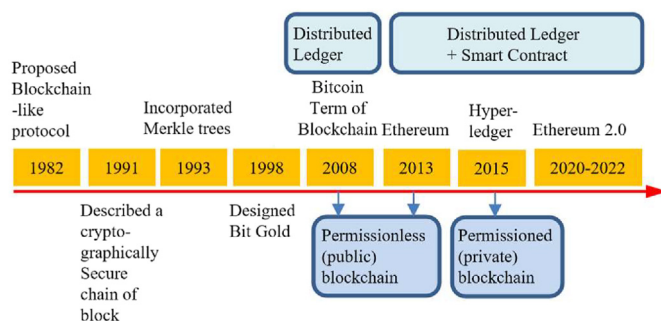 Distributed
Ledger
Distributed Ledger
+ Smart Contract
Proposed
Blockchain
-like
protocol
Incorporated
Merkle trees
Bitcoin
Term of
Blockchain
Ethereum
Hyper-
ledger
Ethereum 2.0
1982
1991
1993
1998
2008
2013
2015
2020-2022
Described a
crypto-
graphically
Secure
chain of
block
Designed
Bit Gold
Permissionless
(public)
blockchain
Permissioned
(private)
blockchain